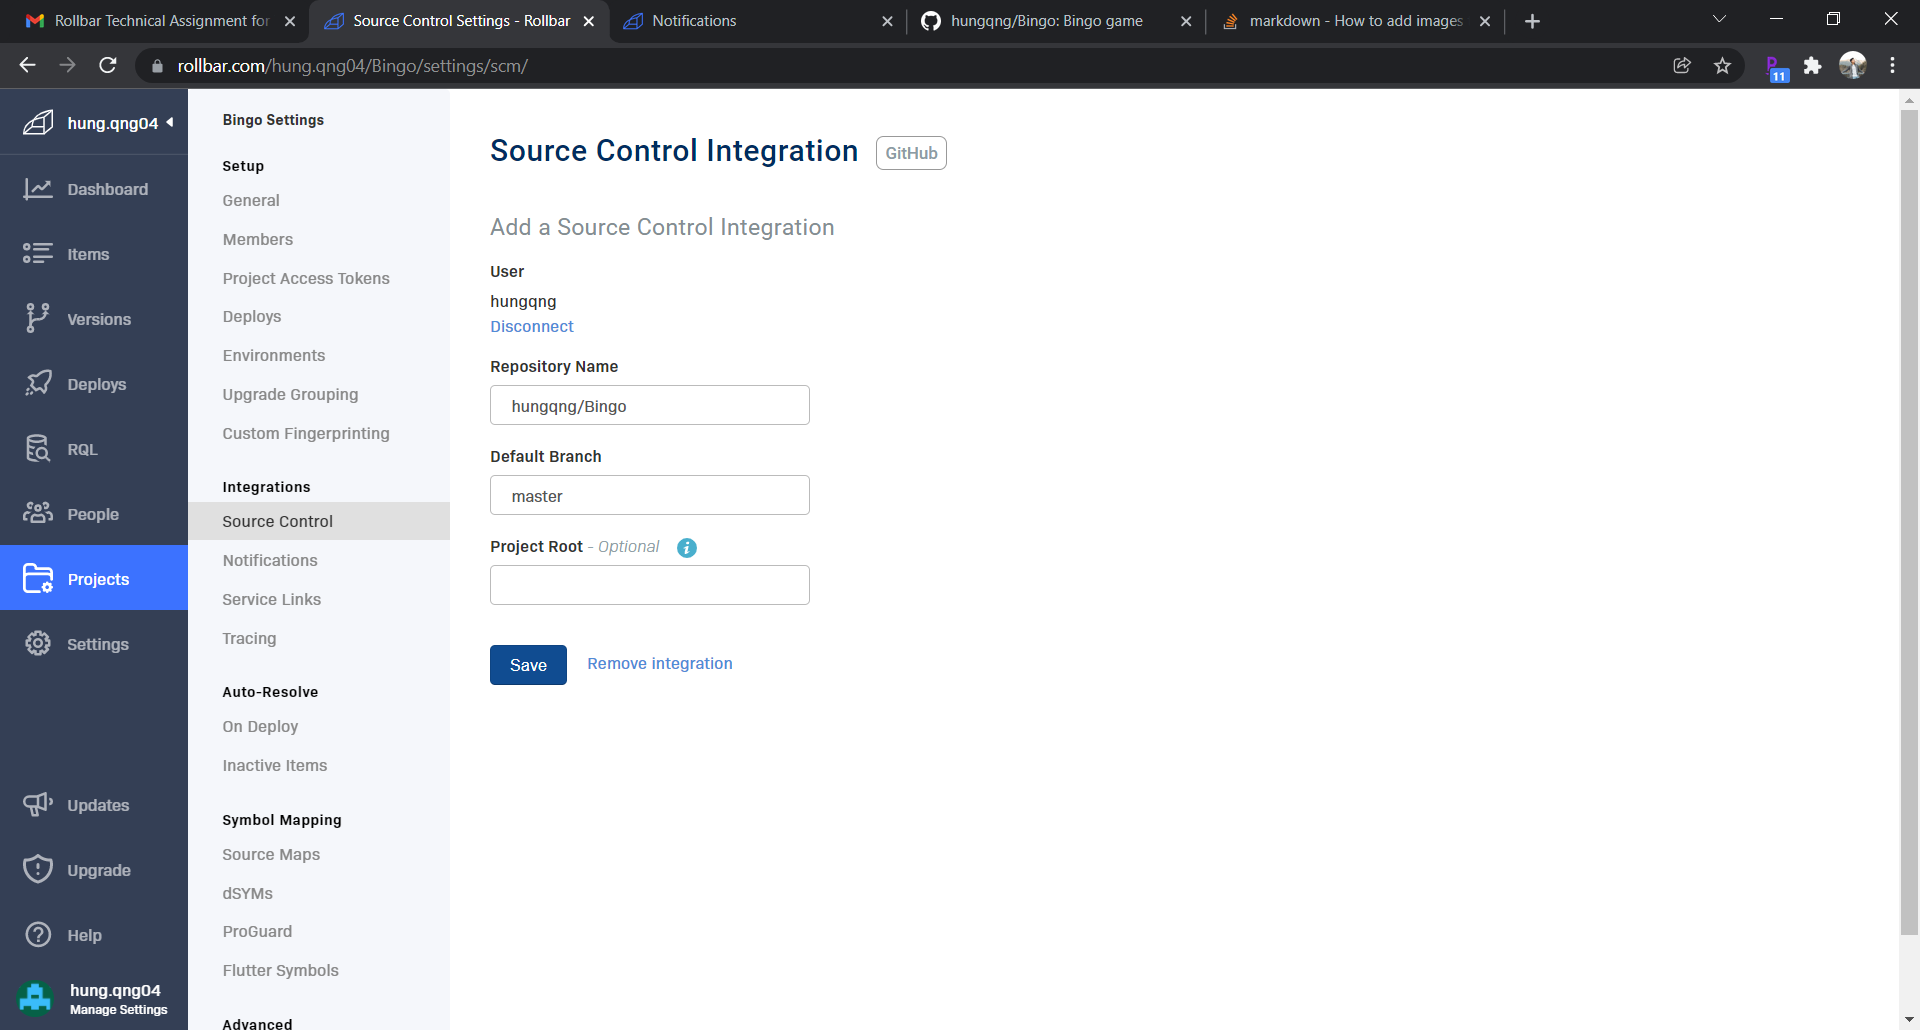 Rollbar Technical Assignment for
Source Control Settings - Rollbar
Notifications
hungqng/Bingo: Bingo game
markdown - How to add images
rollbar.com/hung.qng04/Bingo/settings/scm/
11
hung.qng04
Dashboard
Items
Versions
Deploys
RQL
People
Projects
Settings
Updates
Upgrade
Help
hung.qng04
Manage Settings
Bingo Settings
Setup
General
Members
Project Access Tokens
Deploys
Environments
Upgrade Grouping
Custom Fingerprinting
Integrations
Source Control
Notifications
Service Links
Tracing
Auto-Resolve
On Deploy
Inactive Items
Symbol Mapping
Source Maps
dSYMs
ProGuard
Flutter Symbols
Advanced
Source Control Integration GitHub
Add a Source Control Integration
User
hungqng
Disconnect
Repository Name
hungqng/Bingo
Default Branch
master
Project Root - Optional
Save Remove integration